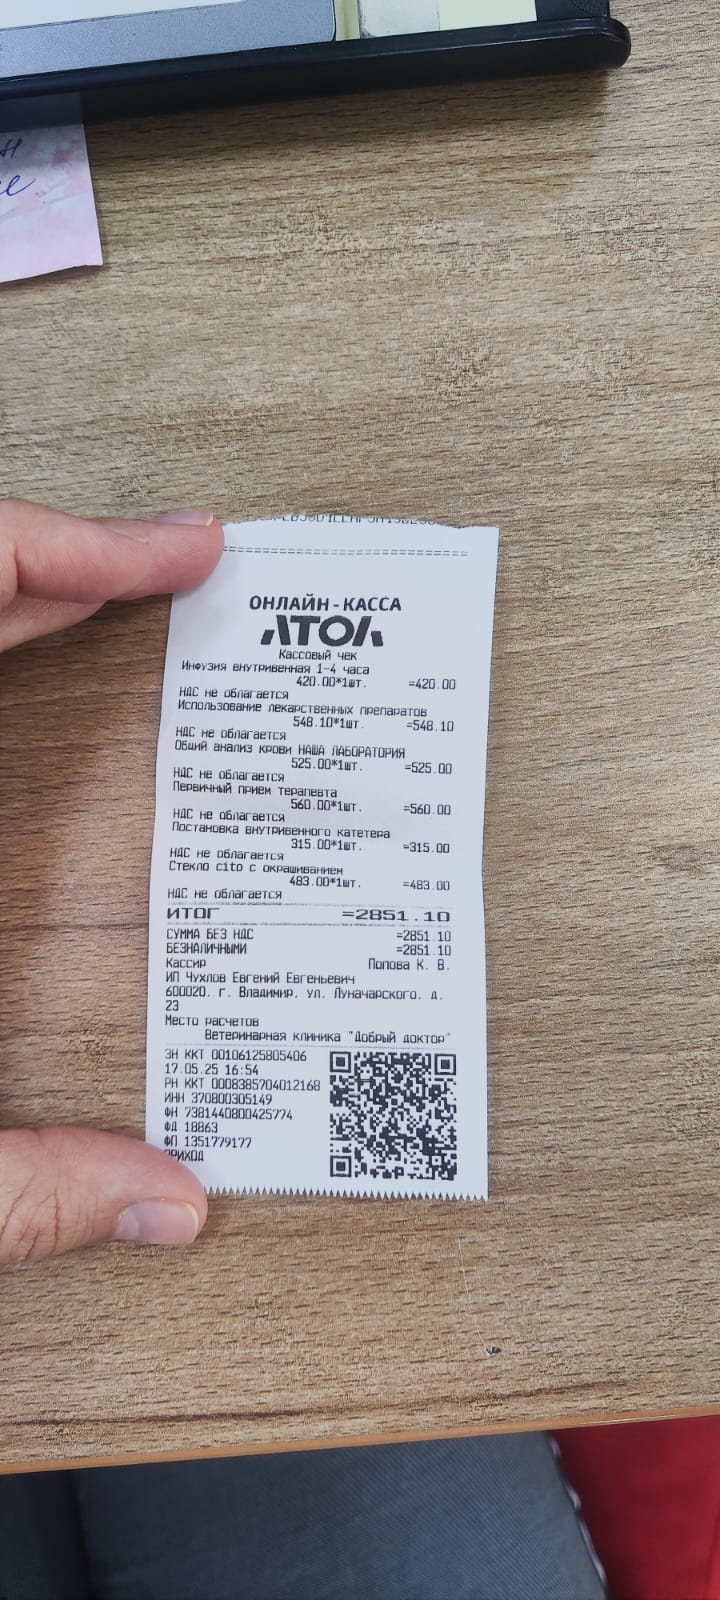 ОНЛАЙН-КАССА
АТОЛ
Кассовый чек
Инфузия внутривенная 1-4 часа
420.00*1шт. =420.00
НДС не облагается
Использование лекарственных препаратов
548.10*1шт. =548.10
НДС не облагается
Общий анализ крови НАША ЛАБОРАТОРИЯ
525.00*1шт. =525.00
НДС не облагается
Первичный прием терапевта
560.00*1шт. =560.00
НДС не облагается
Постановка внутривенного катетера
315.00*1шт. =315.00
НДС не облагается
Стекло cito с окрашиванием
483.00*1шт. =483.00
НДС не облагается
ИТОГ =2851.10
СУММА БЕЗ НДС =2851.10
БЕЗНАЛИЧНЫМИ =2851.10
Кассир Попова К. В.
ИП Чухлов Евгений Евгеньевич
600020, г. Владимир, ул. Луначарского, д.
23
Место расчетов
Ветеринарная клиника "Добрый доктор"
ЗН ККТ 00106125805406
17.05.25 16:54
РН ККТ 0008385704012168
ИНН 370800305149
ФН 7381440800425774
ФД 18863
ФП 1351779177
ПРИХОД